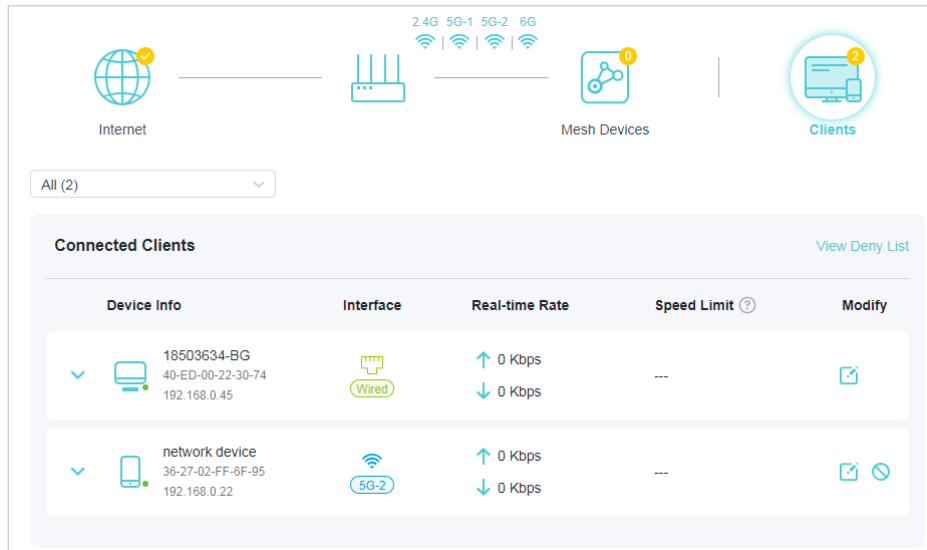 2.4G 5G-1 5G-2 6G
0
2
Internet
Mesh Devices
Clients
All (2)
Connected Clients
View Deny List
Device Info Interface Real-time Rate Speed Limit ? Modify
18503634-BG
40-ED-00-22-30-74
192.168.0.45
Wired
0 Kbps
0 Kbps
---
network device
36-27-02-FF-6F-95
192.168.0.22
5G-2
0 Kbps
0 Kbps
---